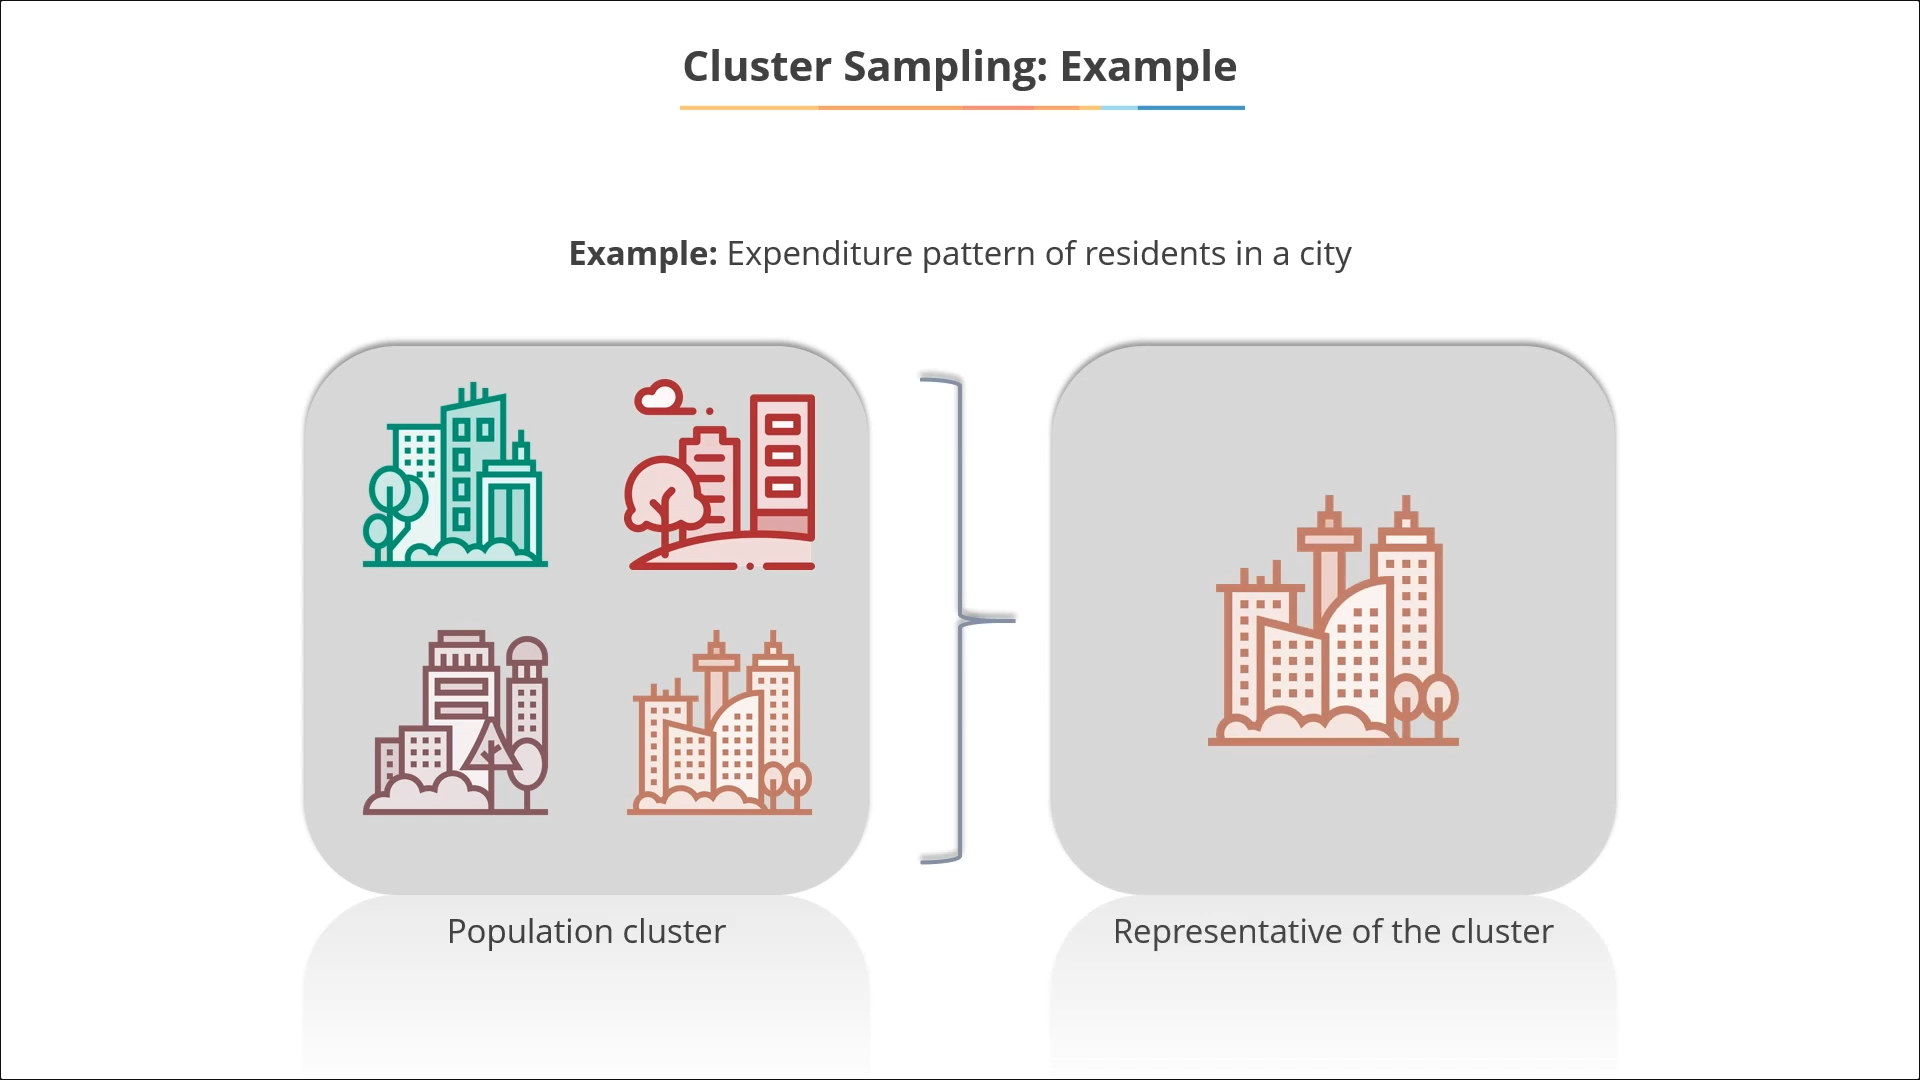 Cluster Sampling: Example
Example: Expenditure pattern of residents in a city
Population cluster
Representative of the cluster